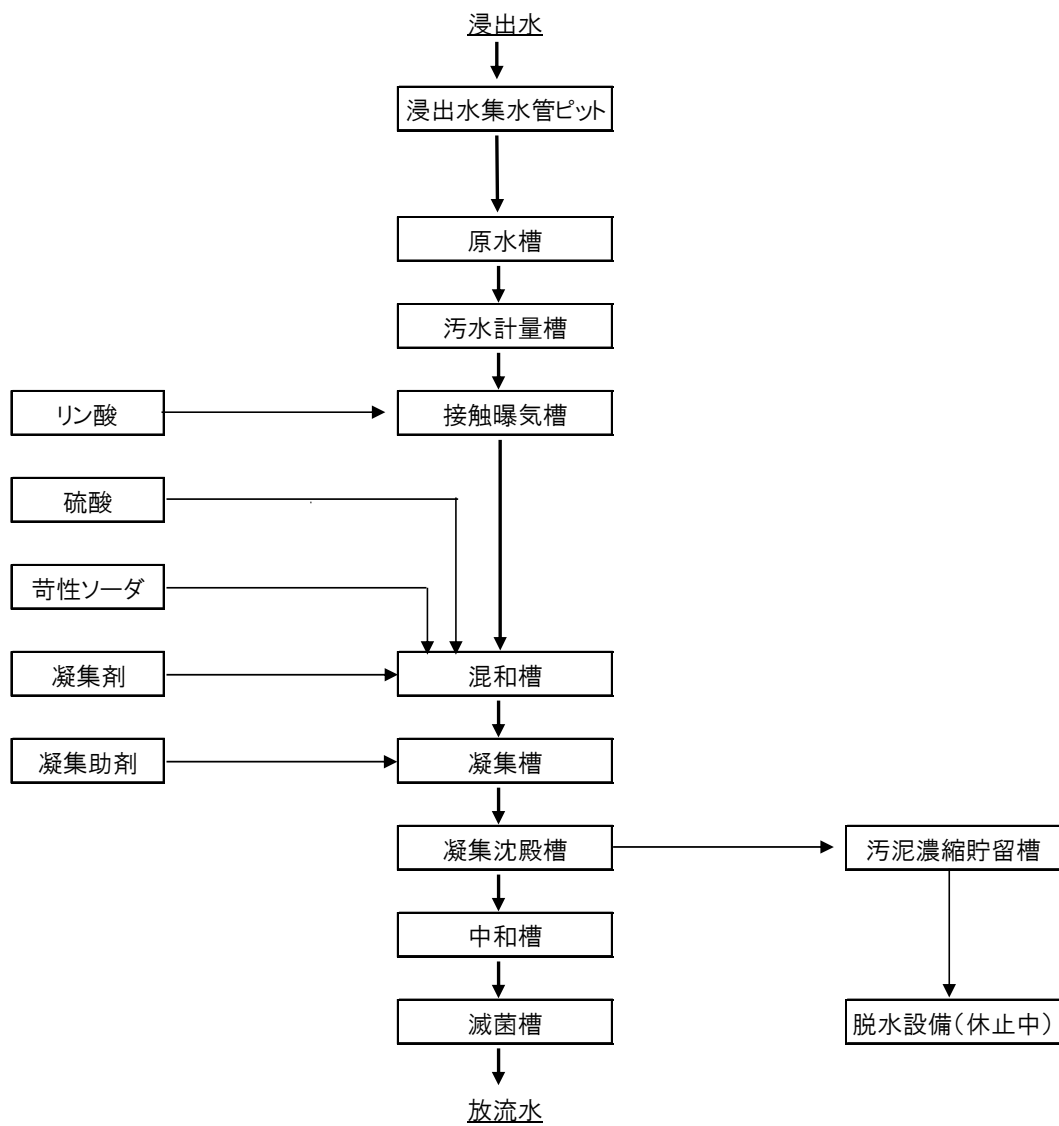 浸出水
浸出水集水管ピット
原水槽
汚水計量槽
リン酸
接触曝気槽
硫酸
苛性ソーダ
凝集剤
混和槽
凝集助剤
凝集槽
凝集沈殿槽
汚泥濃縮貯留槽
中和槽
滅菌槽
脱水設備(休止中)
放流水